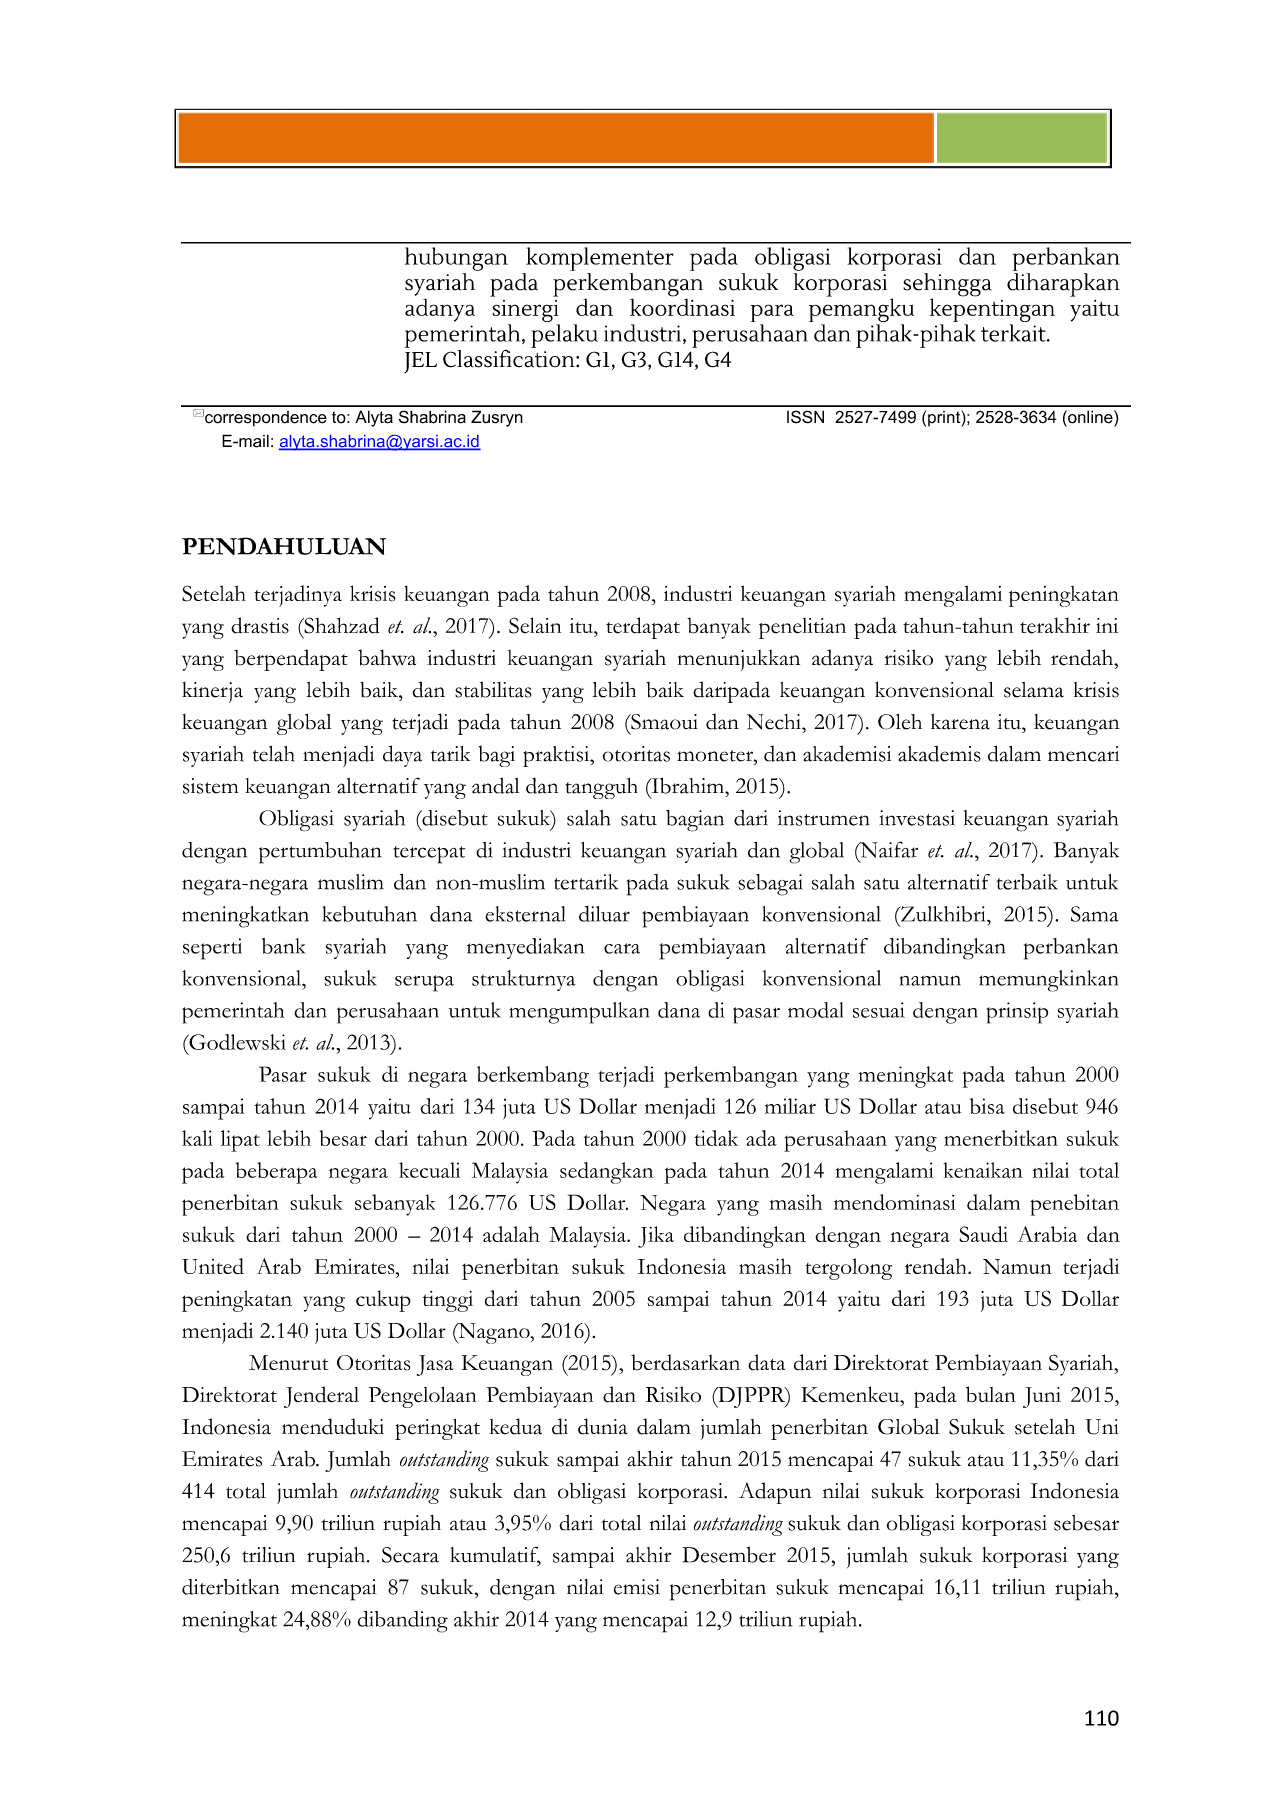 hubungan komplementer pada obligasi korporasi dan perbankan
syariah pada perkembangan sukuk korporasi sehingga diharapkan
adanya sinergi dan koordinasi para pemangku kepentingan yaitu
pemerintah, pelaku industri, perusahaan dan pihak-pihak terkait.
JEL Classification: G1, G3, G14, G4
correspondence to: Alyta Shabrina Zusryn ISSN 2527-7499 (print); 2528-3634 (online)
E-mail: alyta.shabrina@yarsi.ac.id
PENDAHULUAN
Setelah terjadinya krisis keuangan pada tahun 2008, industri keuangan syariah mengalami peningkatan
yang drastis (Shahzad et. al., 2017). Selain itu, terdapat banyak penelitian pada tahun-tahun terakhir ini
yang berpendapat bahwa industri keuangan syariah menunjukkan adanya risiko yang lebih rendah,
kinerja yang lebih baik, dan stabilitas yang lebih baik daripada keuangan konvensional selama krisis
keuangan global yang terjadi pada tahun 2008 (Smaoui dan Nechi, 2017). Oleh karena itu, keuangan
syariah telah menjadi daya tarik bagi praktisi, otoritas moneter, dan akademisi akademis dalam mencari
sistem keuangan alternatif yang andal dan tangguh (Ibrahim, 2015).
Obligasi syariah (disebut sukuk) salah satu bagian dari instrumen investasi keuangan syariah
dengan pertumbuhan tercepat di industri keuangan syariah dan global (Naifar et. al., 2017). Banyak
negara-negara muslim dan non-muslim tertarik pada sukuk sebagai salah satu alternatif terbaik untuk
meningkatkan kebutuhan dana eksternal diluar pembiayaan konvensional (Zulkhibri, 2015). Sama
seperti bank syariah yang menyediakan cara pembiayaan alternatif dibandingkan perbankan
konvensional, sukuk serupa strukturnya dengan obligasi konvensional namun memungkinkan
pemerintah dan perusahaan untuk mengumpulkan dana di pasar modal sesuai dengan prinsip syariah
(Godlewski et. al., 2013).
Pasar sukuk di negara berkembang terjadi perkembangan yang meningkat pada tahun 2000
sampai tahun 2014 yaitu dari 134 juta US Dollar menjadi 126 miliar US Dollar atau bisa disebut 946
kali lipat lebih besar dari tahun 2000. Pada tahun 2000 tidak ada perusahaan yang menerbitkan sukuk
pada beberapa negara kecuali Malaysia sedangkan pada tahun 2014 mengalami kenaikan nilai total
penerbitan sukuk sebanyak 126.776 US Dollar. Negara yang masih mendominasi dalam penebitan
sukuk dari tahun 2000 – 2014 adalah Malaysia. Jika dibandingkan dengan negara Saudi Arabia dan
United Arab Emirates, nilai penerbitan sukuk Indonesia masih tergolong rendah. Namun terjadi
peningkatan yang cukup tinggi dari tahun 2005 sampai tahun 2014 yaitu dari 193 juta US Dollar
menjadi 2.140 juta US Dollar (Nagano, 2016).
Menurut Otoritas Jasa Keuangan (2015), berdasarkan data dari Direktorat Pembiayaan Syariah,
Direktorat Jenderal Pengelolaan Pembiayaan dan Risiko (DJPPR) Kemenkeu, pada bulan Juni 2015,
Indonesia menduduki peringkat kedua di dunia dalam jumlah penerbitan Global Sukuk setelah Uni
Emirates Arab. Jumlah outstanding sukuk sampai akhir tahun 2015 mencapai 47 sukuk atau 11,35% dari
414 total jumlah outstanding sukuk dan obligasi korporasi. Adapun nilai sukuk korporasi Indonesia
mencapai 9,90 triliun rupiah atau 3,95% dari total nilai outstanding sukuk dan obligasi korporasi sebesar
250,6 triliun rupiah. Secara kumulatif, sampai akhir Desember 2015, jumlah sukuk korporasi yang
diterbitkan mencapai 87 sukuk, dengan nilai emisi penerbitan sukuk mencapai 16,11 triliun rupiah,
meningkat 24,88% dibanding akhir 2014 yang mencapai 12,9 triliun rupiah.
110